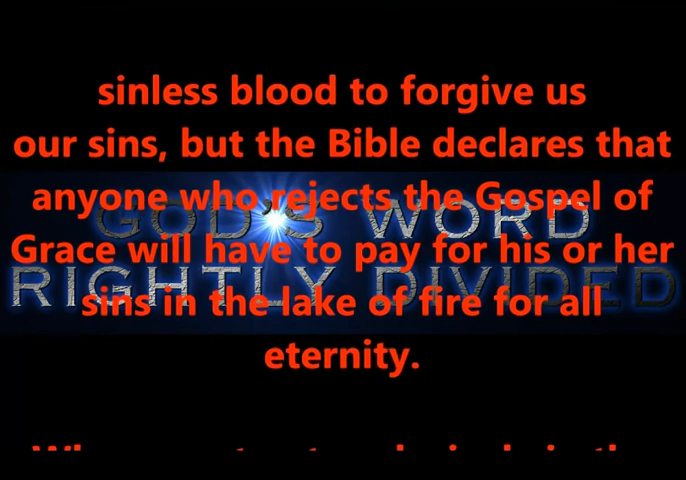 sinless blood to forgive us
our sins, but the Bible declares that
anyone who rejects the Gospel of
GOD'S WORD
Grace will have to pay for his or her
RIGHTLY DIVIDED
sins in the lake of fire for all
eternity.